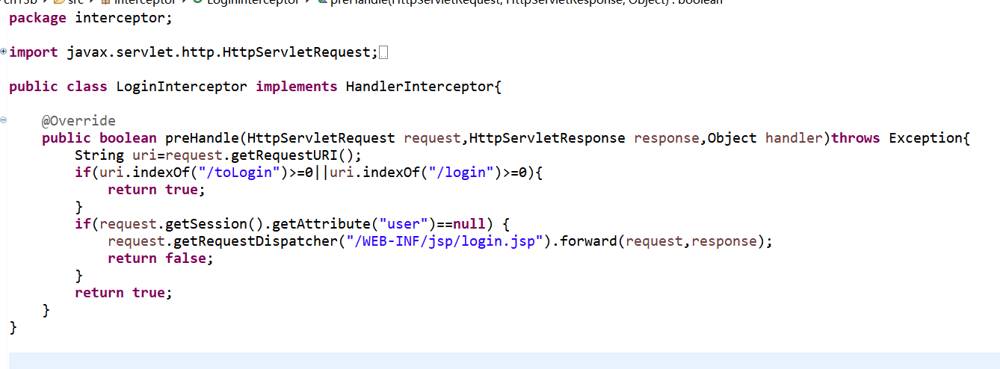 src interceptor LoginInterceptor preHandle(HttpServletRequest, HttpServletResponse, Object) : boolean
package interceptor;
import javax.servlet.http.HttpServletRequest;
public class LoginInterceptor implements HandlerInterceptor{
@Override
public boolean preHandle(HttpServletRequest request,HttpServletResponse response,Object handler)throws Exception{
String uri=request.getRequestURI();
if(uri.indexOf("/toLogin")>=0||uri.indexOf("/login")>=0){
return true;
}
if(request.getSession().getAttribute("user")==null) {
request.getRequestDispatcher("/WEB-INF/jsp/login.jsp").forward(request,response);
return false;
}
return true;
}
}